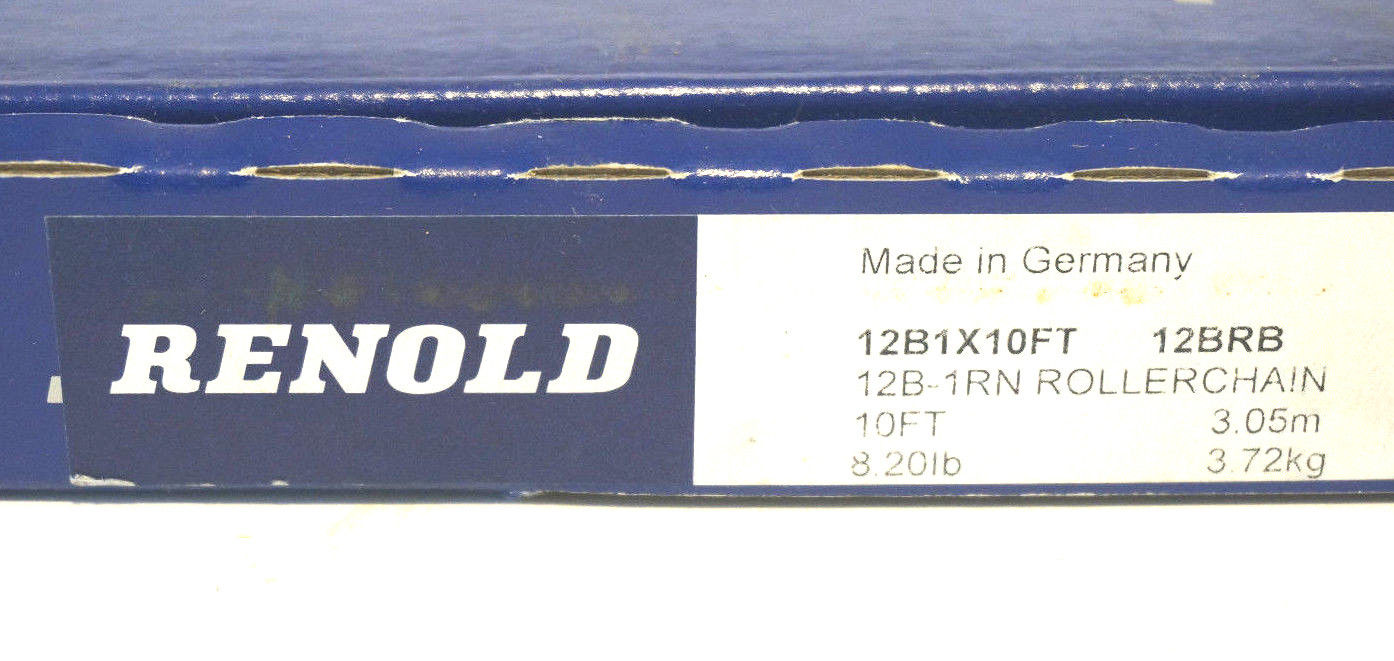 RENOLD
Made in Germany
12B1X10FT 12BRB
12B-1RN ROLLERCHAIN
10FT 3.05m
8.20lb 3.72kg